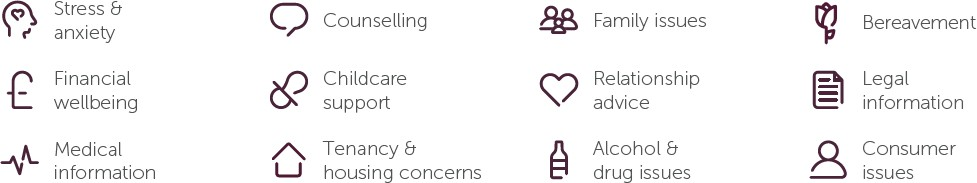 Stress &
anxiety
Counselling
Family issues
Bereavement
Financial
wellbeing
Childcare
support
Relationship
advice
Legal
information
Medical
information
Tenancy &
housing concerns
Alcohol &
drug issues
Consumer
issues